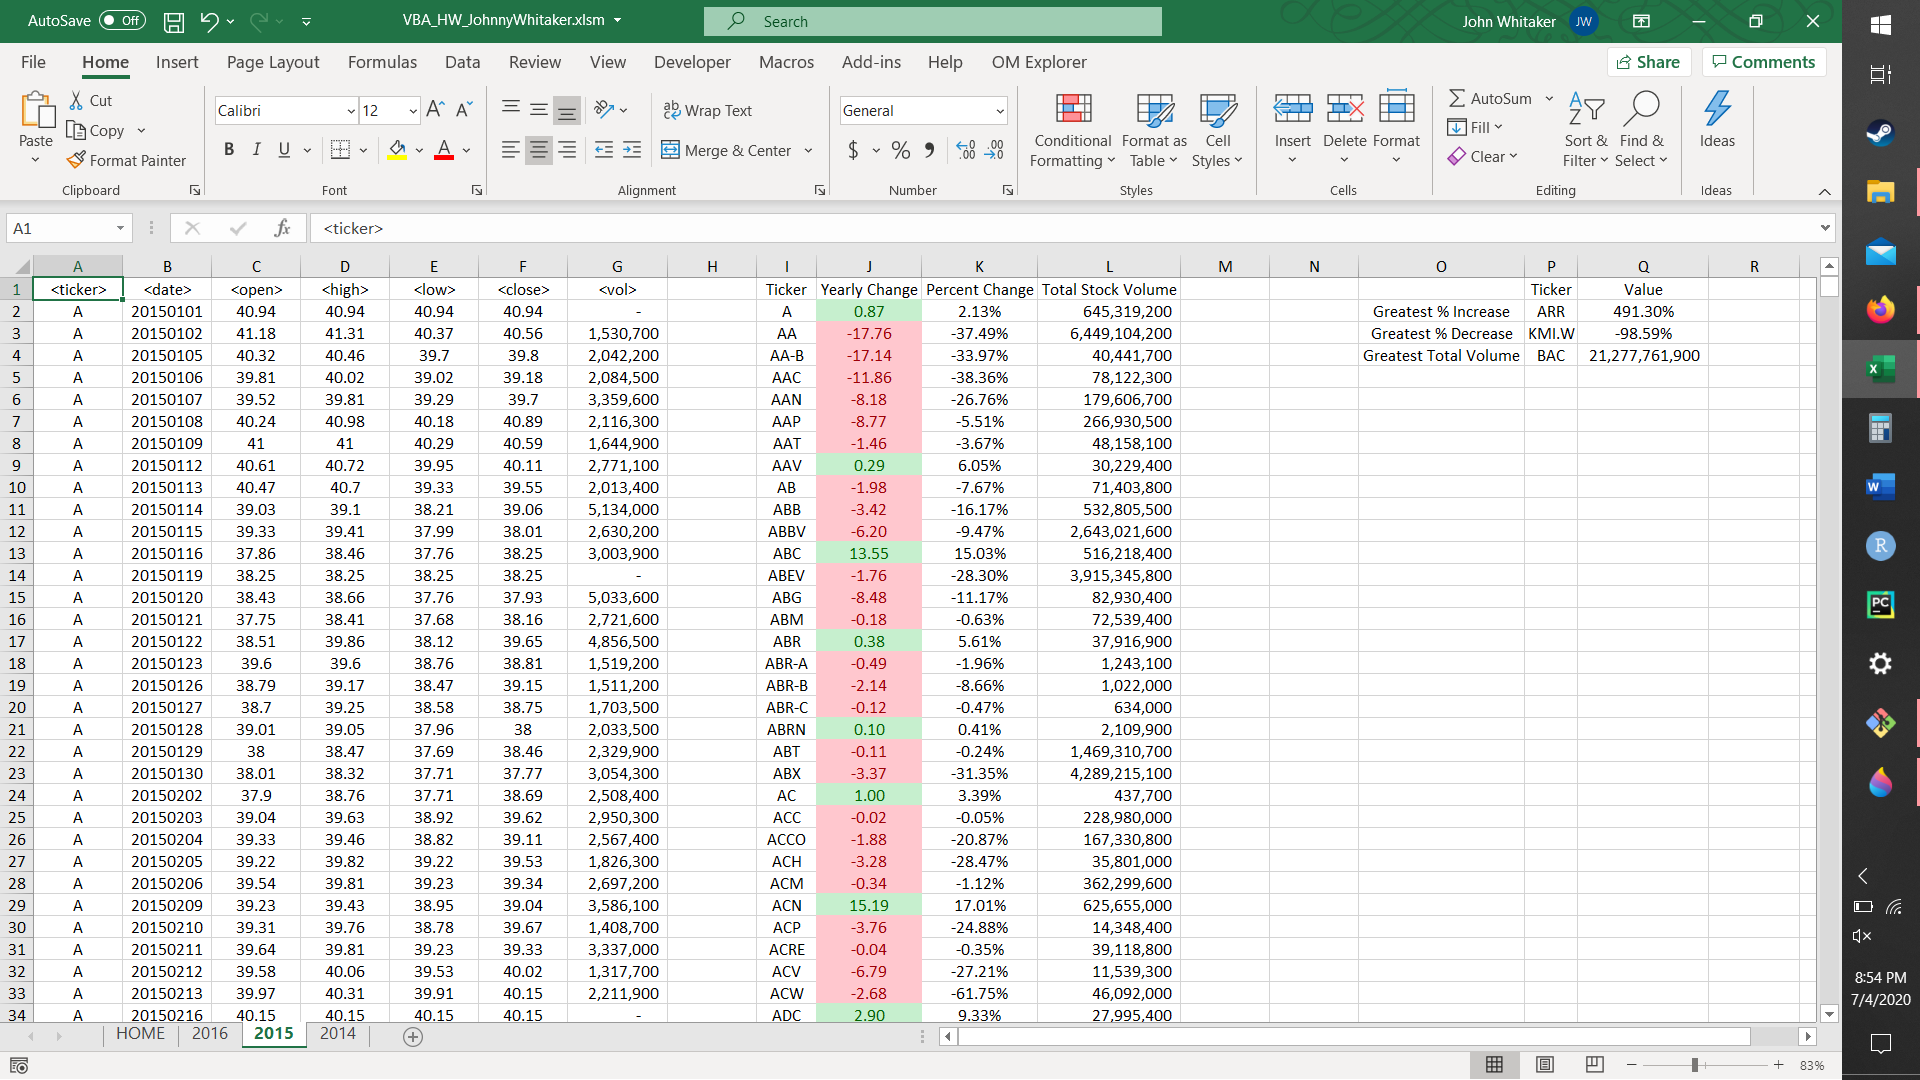 AutoSave Off VBA_HW_JohnnyWhitaker.xlsm Search John Whitaker JW
File Home Insert Page Layout Formulas Data Review View Developer Macros Add-ins Help OM Explorer Share Comments
Paste Cut Copy Format Painter Clipboard
Calibri 12 B I U A Font
ab Wrap Text Merge & Center Alignment
General $ % Number
Conditional Formatting Format as Table Cell Styles Styles
Insert Delete Format Cells
AutoSum Fill Clear Sort & Filter Find & Select Editing
Ideas Ideas
A1 fx <ticker>
A B C D E F G H I J K L M N O P Q R
1 <ticker> <date> <open> <high> <low> <close> <vol> Ticker Yearly Change Percent Change Total Stock Volume Ticker Value
2 A 20150101 40.94 40.94 40.94 40.94 - A 0.87 2.13% 645,319,200 Greatest % Increase ARR 491.30%
3 A 20150102 41.18 41.31 40.37 40.56 1,530,700 AA -17.76 -37.49% 6,449,104,200 Greatest % Decrease KMI.W -98.59%
4 A 20150105 40.32 40.46 39.7 39.8 2,042,200 AA-B -17.14 -33.97% 40,441,700 Greatest Total Volume BAC 21,277,761,900
5 A 20150106 39.81 40.02 39.02 39.18 2,084,500 AAC -11.86 -38.36% 78,122,300
6 A 20150107 39.52 39.81 39.29 39.7 3,359,600 AAN -8.18 -26.76% 179,606,700
7 A 20150108 40.24 40.98 40.18 40.89 2,116,300 AAP -8.77 -5.51% 266,930,500
8 A 20150109 41 41 40.29 40.59 1,644,900 AAT -1.46 -3.67% 48,158,100
9 A 20150112 40.61 40.72 39.95 40.11 2,771,100 AAV 0.29 6.05% 30,229,400
10 A 20150113 40.47 40.7 39.33 39.55 2,013,400 AB -1.98 -7.67% 71,403,800
11 A 20150114 39.03 39.1 38.21 39.06 5,134,000 ABB -3.42 -16.17% 532,805,500
12 A 20150115 39.33 39.41 37.99 38.01 2,630,200 ABBV -6.20 -9.47% 2,643,021,600
13 A 20150116 37.86 38.46 37.76 38.25 3,003,900 ABC 13.55 15.03% 516,218,400
14 A 20150119 38.25 38.25 38.25 38.25 - ABEV -1.76 -28.30% 3,915,345,800
15 A 20150120 38.43 38.66 37.76 37.93 5,033,600 ABG -8.48 -11.17% 82,930,400
16 A 20150121 37.75 38.41 37.68 38.16 2,721,600 ABM -0.18 -0.63% 72,539,400
17 A 20150122 38.51 39.86 38.12 39.65 4,856,500 ABR 0.38 5.61% 37,916,900
18 A 20150123 39.6 39.6 38.76 38.81 1,519,200 ABR-A -0.49 -1.96% 1,243,100
19 A 20150126 38.79 39.17 38.47 39.15 1,511,200 ABR-B -2.14 -8.66% 1,022,000
20 A 20150127 38.7 39.25 38.58 38.75 1,703,500 ABR-C -0.12 -0.47% 634,000
21 A 20150128 39.01 39.05 37.96 38 2,033,500 ABRN 0.10 0.41% 2,109,900
22 A 20150129 38 38.47 37.69 38.46 2,329,900 ABT -0.11 -0.24% 1,469,310,700
23 A 20150130 38.01 38.32 37.71 37.77 3,054,300 ABX -3.37 -31.35% 4,289,215,100
24 A 20150202 37.9 38.76 37.71 38.69 2,508,400 AC 1.00 3.39% 437,700
25 A 20150203 39.04 39.63 38.92 39.62 2,950,300 ACC -0.02 -0.05% 228,980,000
26 A 20150204 39.33 39.46 38.82 39.11 2,567,400 ACCO -1.88 -20.87% 167,330,800
27 A 20150205 39.22 39.82 39.22 39.53 1,826,300 ACH -3.28 -28.47% 35,801,000
28 A 20150206 39.54 39.81 39.23 39.34 2,697,200 ACM -0.34 -1.12% 362,299,600
29 A 20150209 39.23 39.43 38.95 39.04 3,586,100 ACN 15.19 17.01% 625,655,000
30 A 20150210 39.31 39.76 38.78 39.67 1,408,700 ACP -3.76 -24.88% 14,348,400
31 A 20150211 39.64 39.81 39.23 39.33 3,337,000 ACRE -0.04 -0.35% 39,118,800
32 A 20150212 39.58 40.06 39.53 40.02 1,317,700 ACV -6.79 -27.21% 11,539,300
33 A 20150213 39.97 40.31 39.91 40.15 2,211,900 ACW -2.68 -61.75% 46,092,000
34 A 20150216 40.15 40.15 40.15 40.15 - ADC 2.90 9.33% 27,995,400
HOME 2016 2015 2014
83%
8:54 PM
7/4/2020